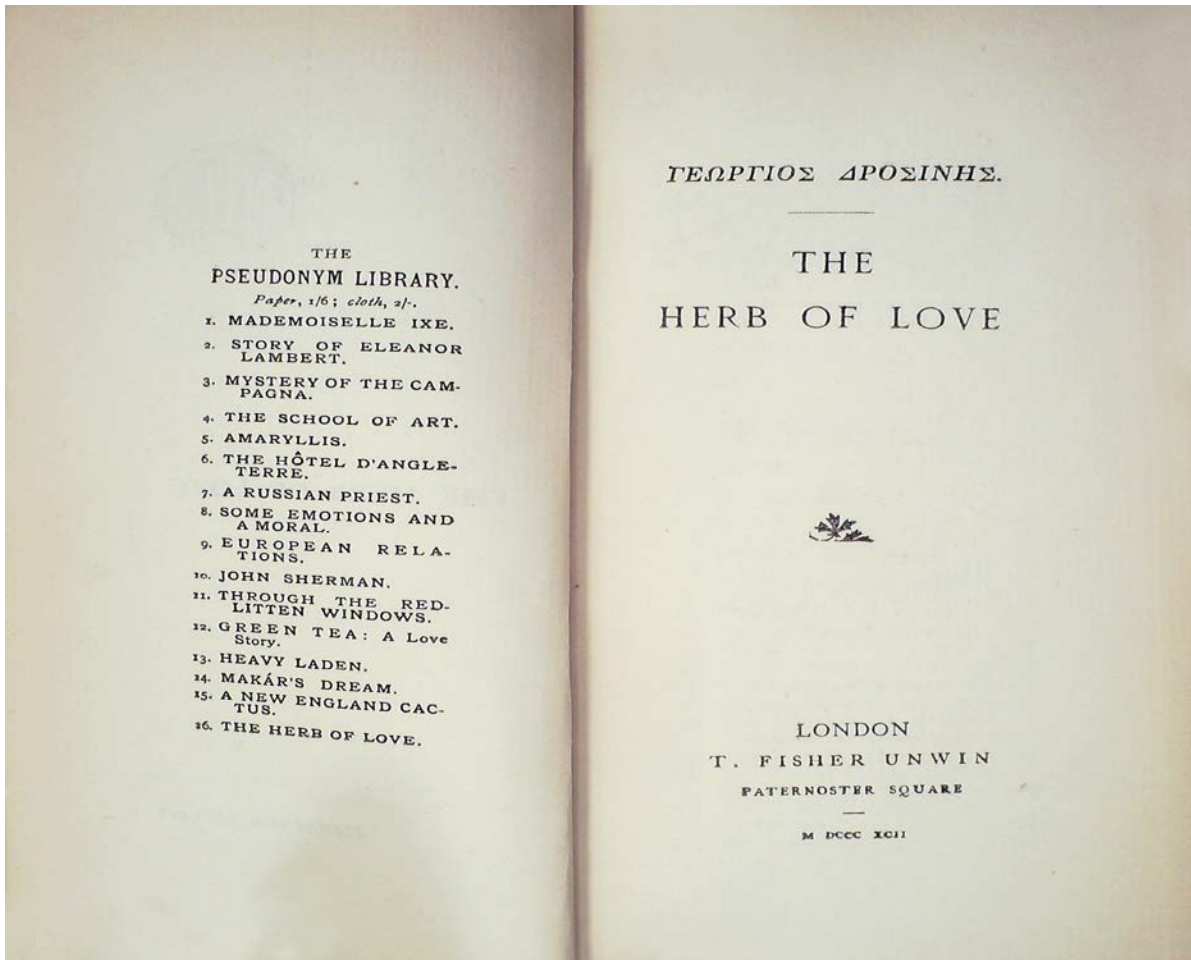 THE
PSEUDONYM LIBRARY.
Paper, 1/6; cloth, 2/-.
1. MADEMOISELLE IXE.
2. STORY OF ELEANOR
LAMBERT.
3. MYSTERY OF THE CAM-
PAGNA.
4. THE SCHOOL OF ART.
5. AMARYLLIS.
6. THE HÔTEL D'ANGLE-
TERRE.
7. A RUSSIAN PRIEST.
8. SOME EMOTIONS AND
A MORAL.
9. EUROPEAN RELA-
TIONS.
10. JOHN SHERMAN.
11. THROUGH THE RED-
LITTEN WINDOWS.
12. GREEN TEA: A Love
Story.
13. HEAVY LADEN.
14. MAKÁR'S DREAM.
15. A NEW ENGLAND CAC-
TUS.
16. THE HERB OF LOVE.
ΓΕΩΡΓΙΟΣ ΔΡΟΣΙΝΗΣ.
THE
HERB OF LOVE
LONDON
T. FISHER UNWIN
PATERNOSTER SQUARE
M DCCC XCII